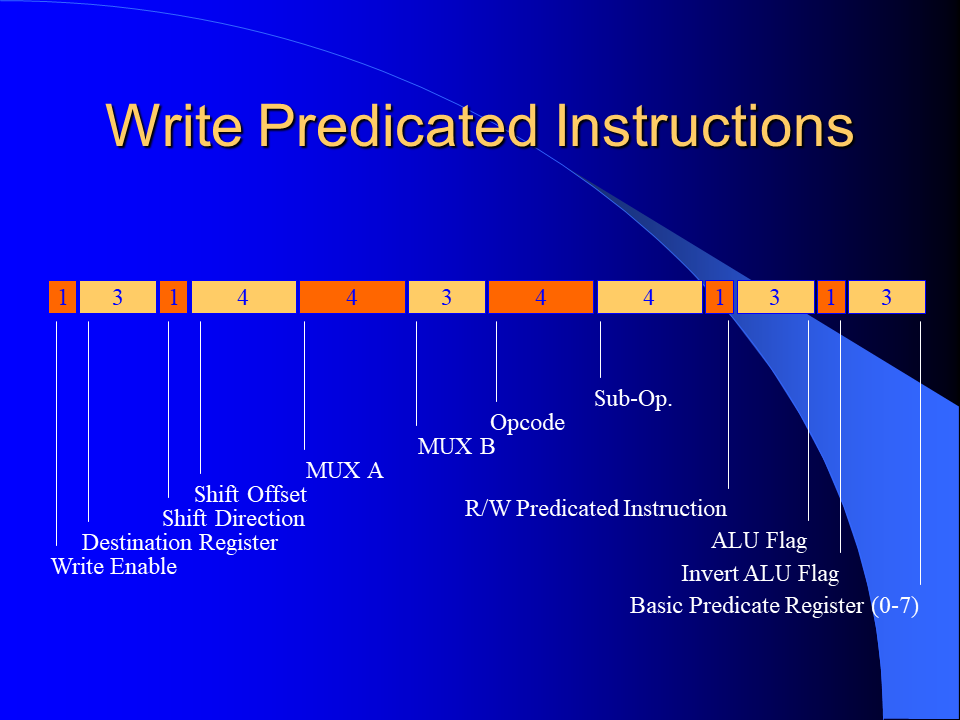 Write Predicated Instructions
1 3 1 4 4 3 4 4 1 3 1 3
Sub-Op.
Opcode
MUX B
MUX A
Shift Offset
R/W Predicated Instruction
Shift Direction
ALU Flag
Destination Register
Write Enable
Invert ALU Flag
Basic Predicate Register (0-7)